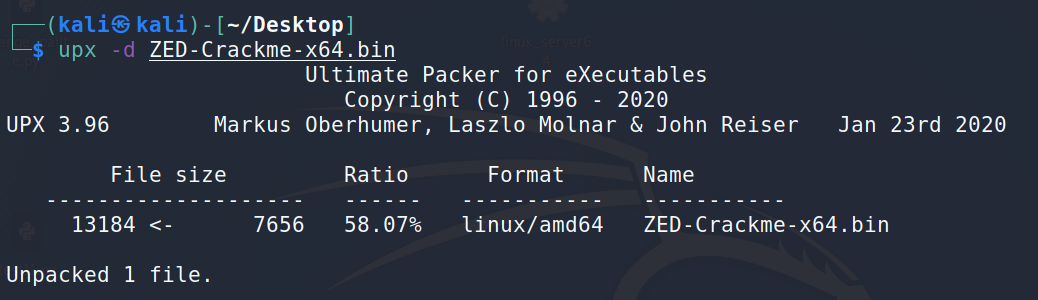 ┌──(kali㉿kali)-[~/Desktop]
└─$ upx -d ZED-Crackme-x64.bin
                       Ultimate Packer for eXecutables
                          Copyright (C) 1996 - 2020
UPX 3.96        Markus Oberhumer, Laszlo Molnar & John Reiser   Jan 23rd 2020

        File size         Ratio      Format      Name
   --------------------   ------   -----------   -----------
     13184 <-      7656   58.07%   linux/amd64   ZED-Crackme-x64.bin

Unpacked 1 file.